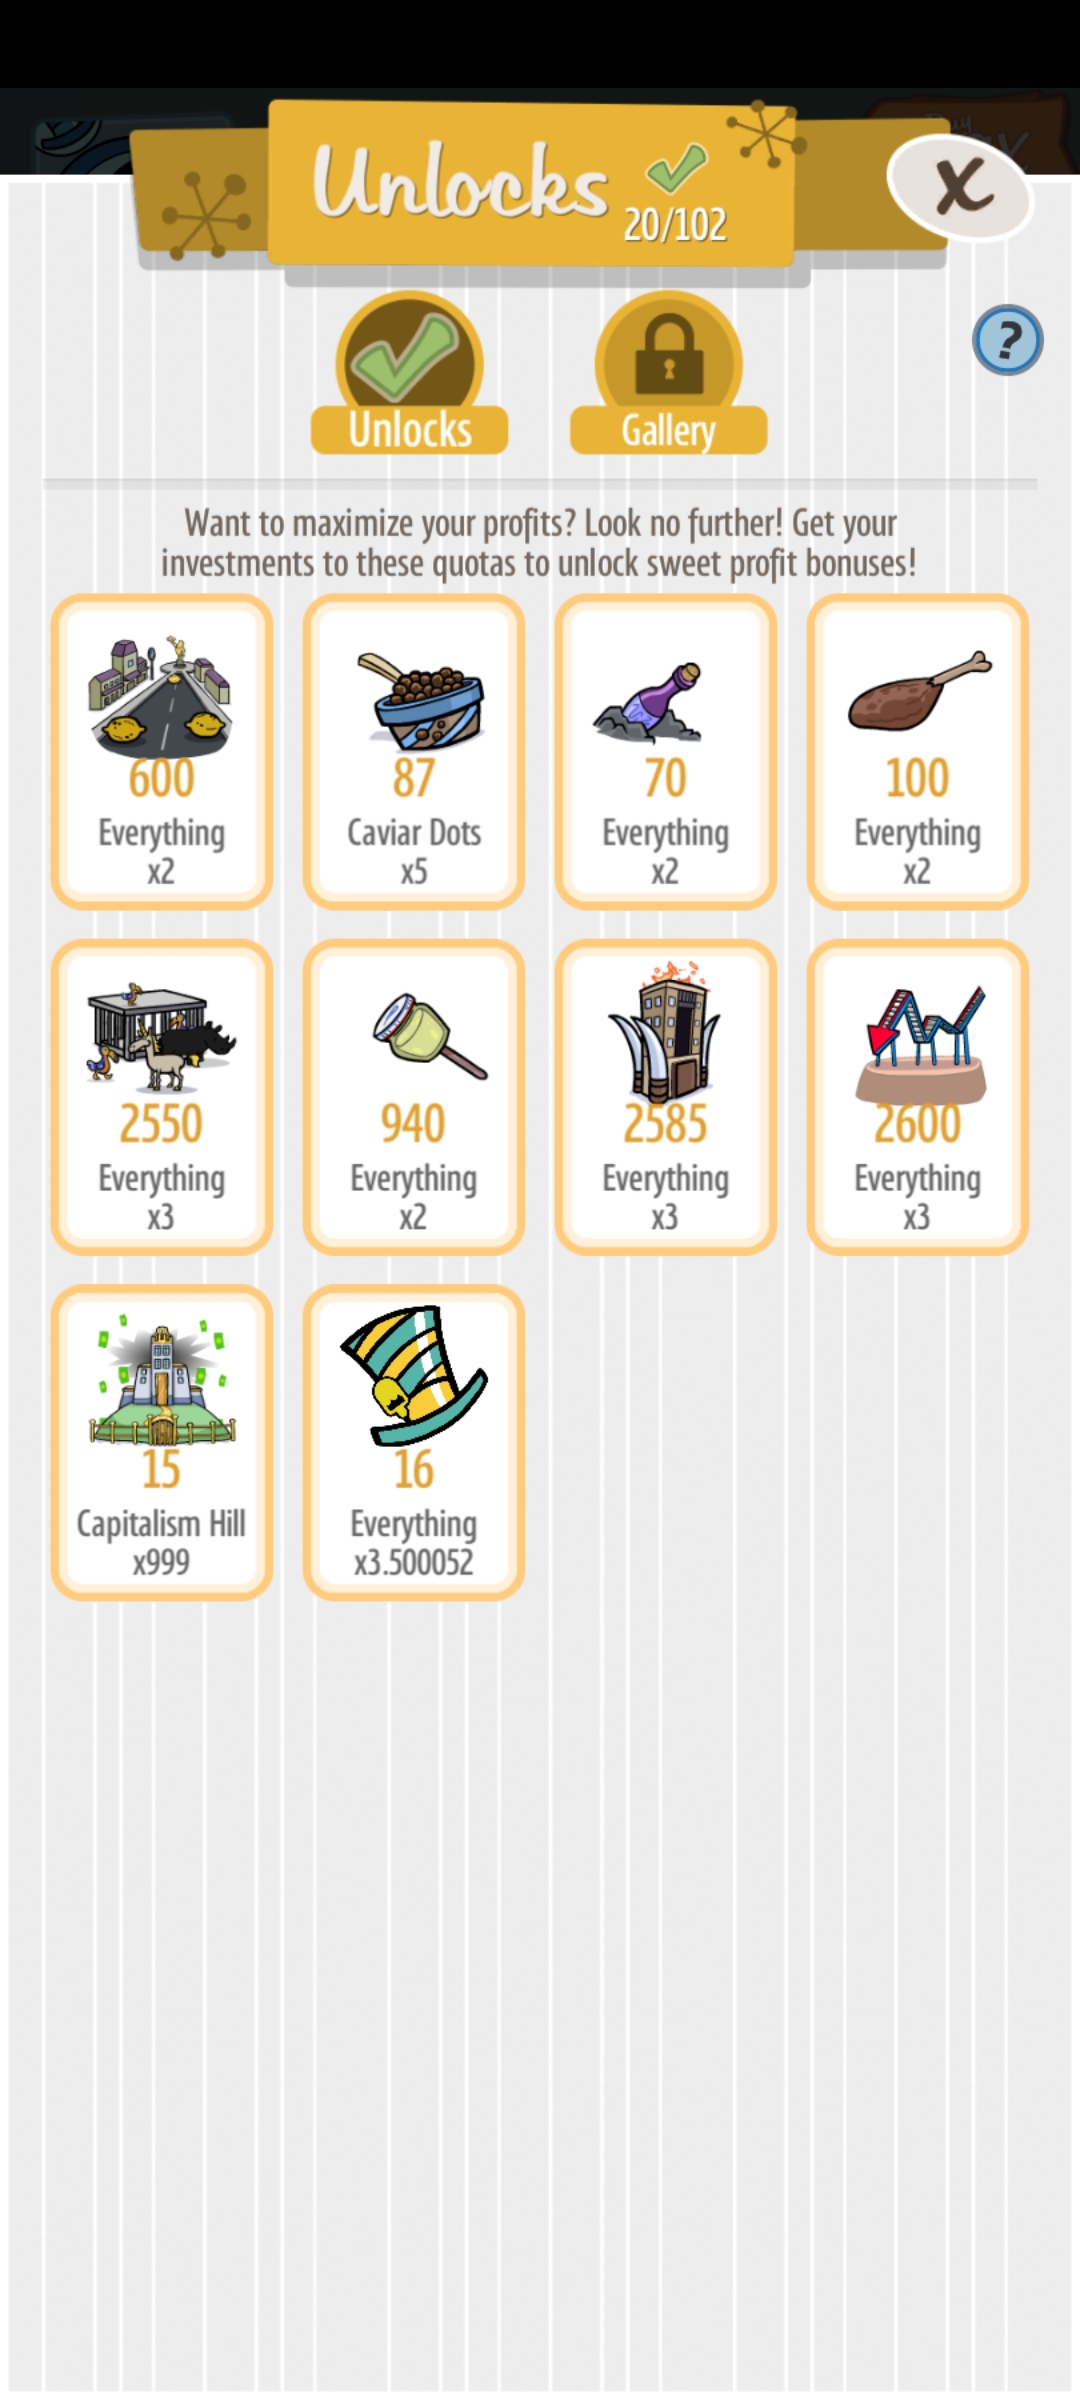 Unlocks
20/102
X
?
Unlocks
Gallery
Want to maximize your profits? Look no further! Get your
investments to these quotas to unlock sweet profit bonuses!
600
Everything
x2
87
Caviar Dots
x5
70
Everything
x2
100
Everything
x2
2550
Everything
x3
940
Everything
x2
2585
Everything
x3
2600
Everything
x3
15
Capitalism Hill
x999
16
Everything
x3.500052